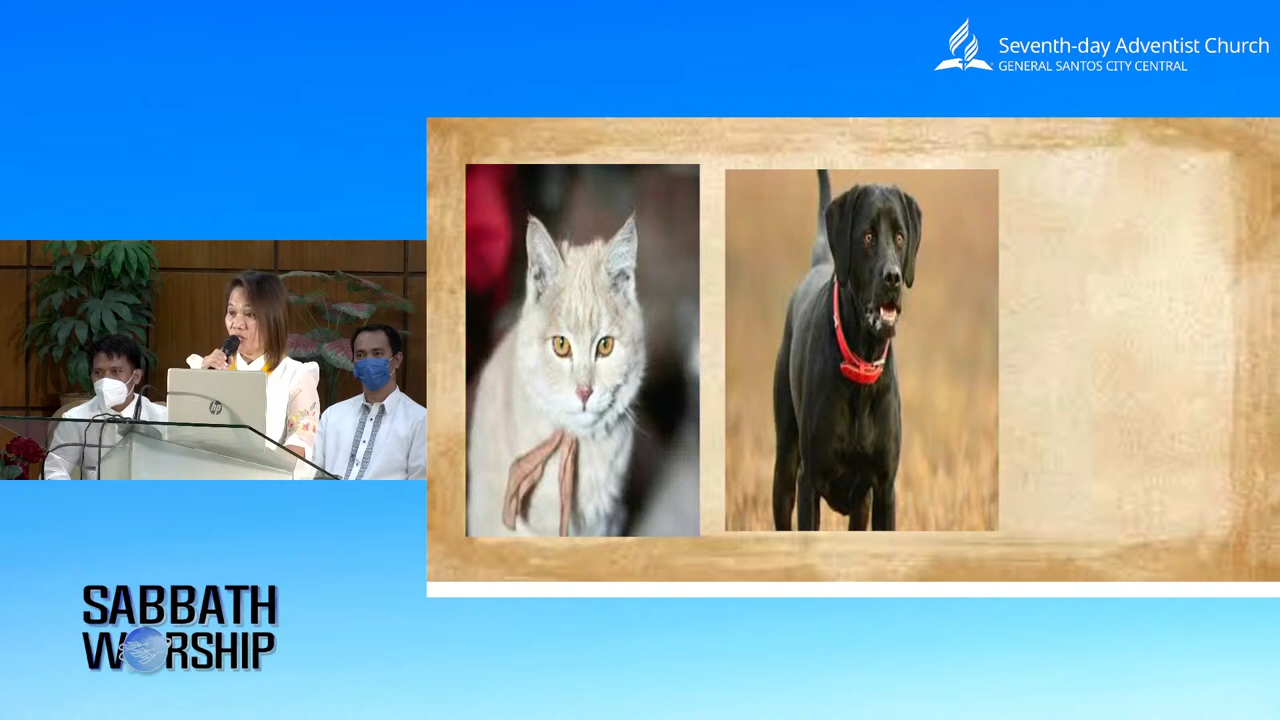 Seventh-day Adventist Church
GENERAL SANTOS CITY CENTRAL
hp
SABBATH
WORSHIP